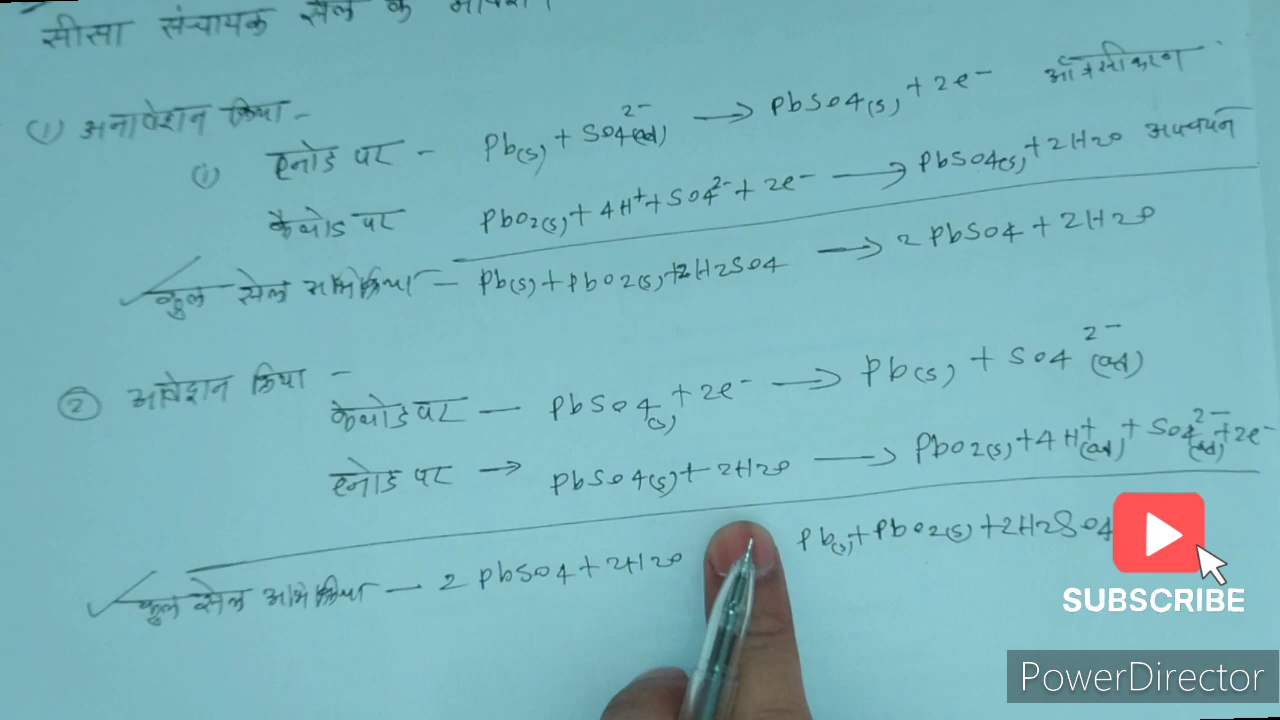 सीसा संचायक सेल के
(1) अनावेशन क्रिया -
(i) एनोड पर - Pb(s) + SO4(aq)2- → PbSO4(s) + 2e- ऑक्सीकरण
कैथोड पर PbO2(s) + 4H+ + SO42- + 2e- → PbSO4(s) + 2H2O अपचयन
कुल सेल अभिक्रिया - Pb(s) + PbO2(s) + 2H2SO4 → 2PbSO4 + 2H2O
(2) आवेशन क्रिया -
कैथोड पर - PbSO4(s) + 2e- → Pb(s) + SO42-(aq)
एनोड पर → PbSO4(s) + 2H2O → PbO2(s) + 4H+(aq) + SO42-(aq) + 2e-
कुल सेल अभिक्रिया - 2PbSO4 + 2H2O Pb(s) + PbO2(s) + 2H2SO4
SUBSCRIBE
PowerDirector